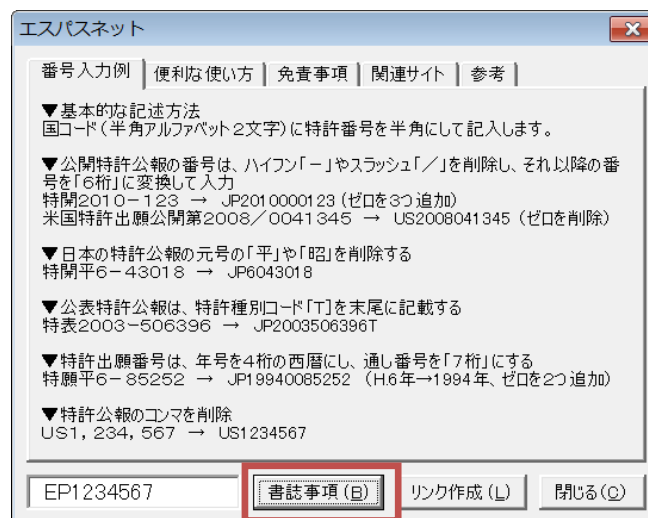 エスパスネット
番号入力例 便利な使い方 免責事項 関連サイト 参考
▼基本的な記述方法
国コード(半角アルファベット2文字)に特許番号を半角にして記入します。
▼公開特許公報の番号は、ハイフン「-」やスラッシュ「/」を削除し、それ以降の番
号を「6桁」に変換して入力
特開2010-123 → JP2010000123 (ゼロを3つ追加)
米国特許出願公開第2008/0041345 → US2008041345 (ゼロを削除)
▼日本の特許公報の元号の「平」や「昭」を削除する
特開平6-43018 → JP6043018
▼公表特許公報は、特許種別コード「T]を末尾に記載する
特表2003-506396 → JP2003506396T
▼特許出願番号は、年号を4桁の西暦にし、通し番号を「7桁」にする
特願平6-85252 → JP19940085252 (H.6年→1994年、ゼロを2つ追加)
▼特許公報のコンマを削除
US1,234,567 → US1234567
EP1234567 書誌事項(B) リンク作成(L) 閉じる(C)